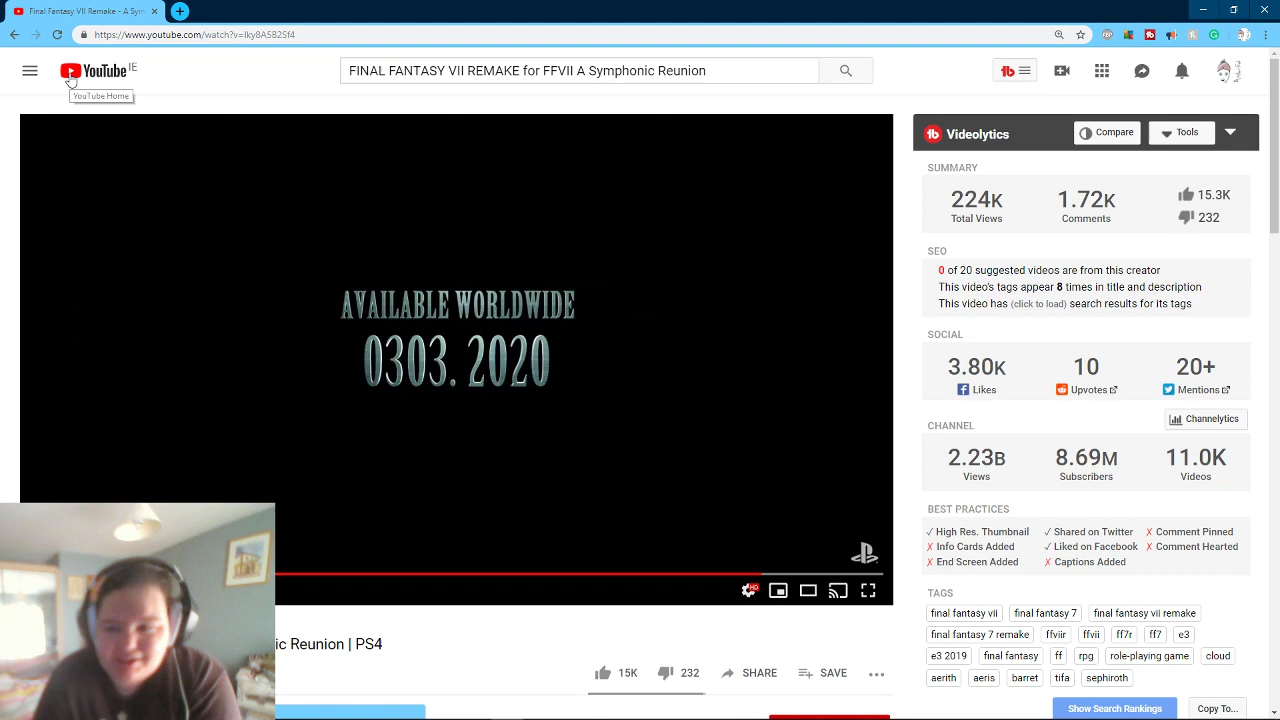 Final Fantasy VII Remake - A Sym
https://www.youtube.com/watch?v=Iky8A5B2Sf4
YouTube IE
FINAL FANTASY VII REMAKE for FFVII A Symphonic Reunion
YouTube Home
AVAILABLE WORLDWIDE
0303. 2020
HD
ic Reunion | PS4
15K
232
SHARE
SAVE
Videolytics
Compare
Tools
SUMMARY
224K
1.72K
15.3K
Total Views
Comments
232
SEO
0 of 20 suggested videos are from this creator
This video's tags appear 8 times in title and description
This video has (click to load) search results for its tags
SOCIAL
3.80K
10
20+
Likes
Upvotes
Mentions
CHANNEL
Channelytics
2.23B
8.69M
11.0K
Views
Subscribers
Videos
BEST PRACTICES
✓ High Res. Thumbnail
✓ Shared on Twitter
✗ Comment Pinned
✗ Info Cards Added
✓ Liked on Facebook
✗ Comment Hearted
✗ End Screen Added
✗ Captions Added
TAGS
final fantasy vii
final fantasy 7
final fantasy vii remake
final fantasy 7 remake
ffviir
ffvii
ff7r
ff7
e3
e3 2019
final fantasy
ff
rpg
role-playing game
cloud
aerith
aeris
barret
tifa
sephiroth
Show Search Rankings
Copy To...